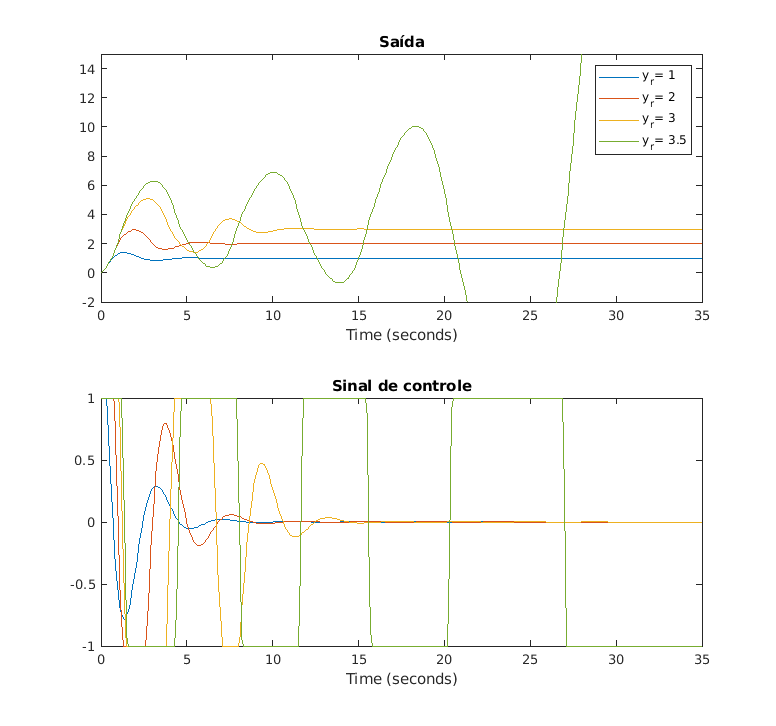 Saída
14
12
10
8
6
4
2
0
-2
y_r= 1
y_r= 2
y_r= 3
y_r= 3.5
0 5 10 15 20 25 30 35
Time (seconds)
Sinal de controle
1
0.5
0
-0.5
-1
0 5 10 15 20 25 30 35
Time (seconds)